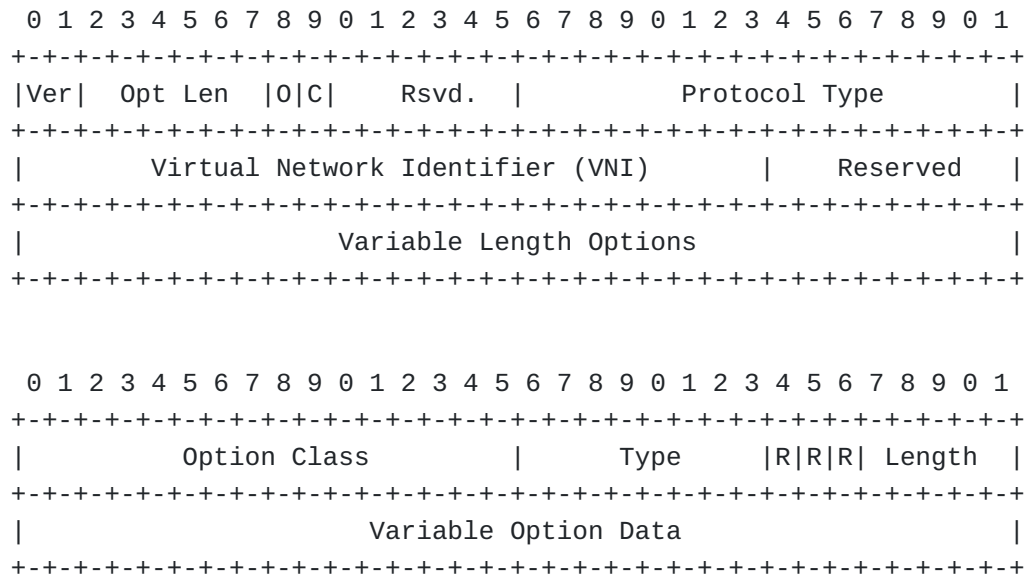 0 1 2 3 4 5 6 7 8 9 0 1 2 3 4 5 6 7 8 9 0 1 2 3 4 5 6 7 8 9 0 1
+-+-+-+-+-+-+-+-+-+-+-+-+-+-+-+-+-+-+-+-+-+-+-+-+-+-+-+-+-+-+-+-+
|Ver|  Opt Len  |O|C|    Rsvd.  |          Protocol Type        |
+-+-+-+-+-+-+-+-+-+-+-+-+-+-+-+-+-+-+-+-+-+-+-+-+-+-+-+-+-+-+-+-+
|        Virtual Network Identifier (VNI)       |    Reserved   |
+-+-+-+-+-+-+-+-+-+-+-+-+-+-+-+-+-+-+-+-+-+-+-+-+-+-+-+-+-+-+-+-+
|                    Variable Length Options                    |
+-+-+-+-+-+-+-+-+-+-+-+-+-+-+-+-+-+-+-+-+-+-+-+-+-+-+-+-+-+-+-+-+
 0 1 2 3 4 5 6 7 8 9 0 1 2 3 4 5 6 7 8 9 0 1 2 3 4 5 6 7 8 9 0 1
+-+-+-+-+-+-+-+-+-+-+-+-+-+-+-+-+-+-+-+-+-+-+-+-+-+-+-+-+-+-+-+-+
|          Option Class         |      Type     |R|R|R| Length  |
+-+-+-+-+-+-+-+-+-+-+-+-+-+-+-+-+-+-+-+-+-+-+-+-+-+-+-+-+-+-+-+-+
|                      Variable Option Data                     |
+-+-+-+-+-+-+-+-+-+-+-+-+-+-+-+-+-+-+-+-+-+-+-+-+-+-+-+-+-+-+-+-+